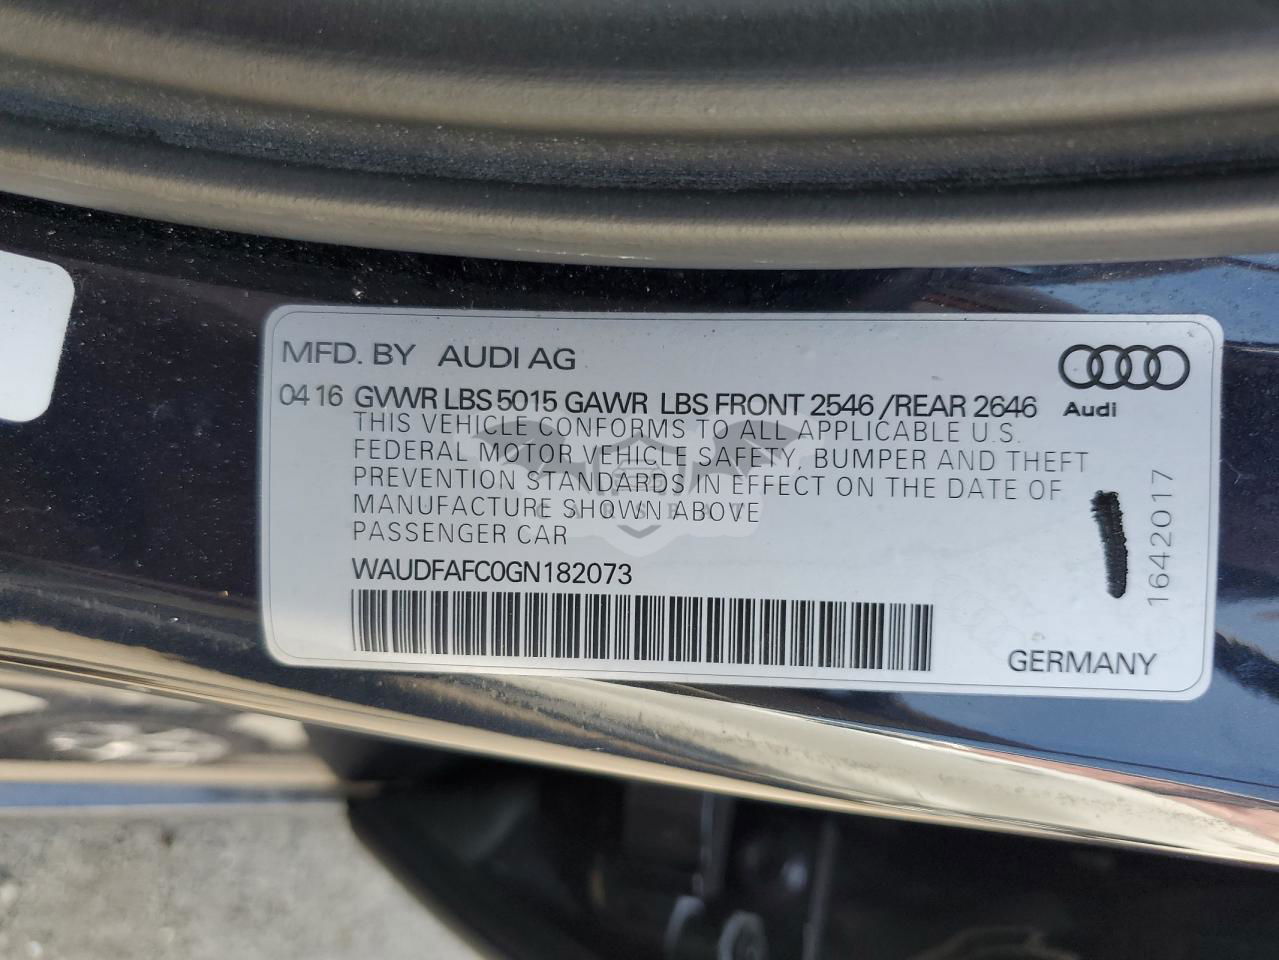 MFD. BY AUDI AG
04 16 GVWR LBS 5015 GAWR LBS FRONT 2546 /REAR 2646
Audi
THIS VEHICLE CONFORMS TO ALL APPLICABLE U.S.
FEDERAL MOTOR VEHICLE SAFETY, BUMPER AND THEFT
PREVENTION STANDARDS IN EFFECT ON THE DATE OF
MANUFACTURE SHOWN ABOVE
PASSENGER CAR
WAUDFAFC0GN182073
1642017
GERMANY